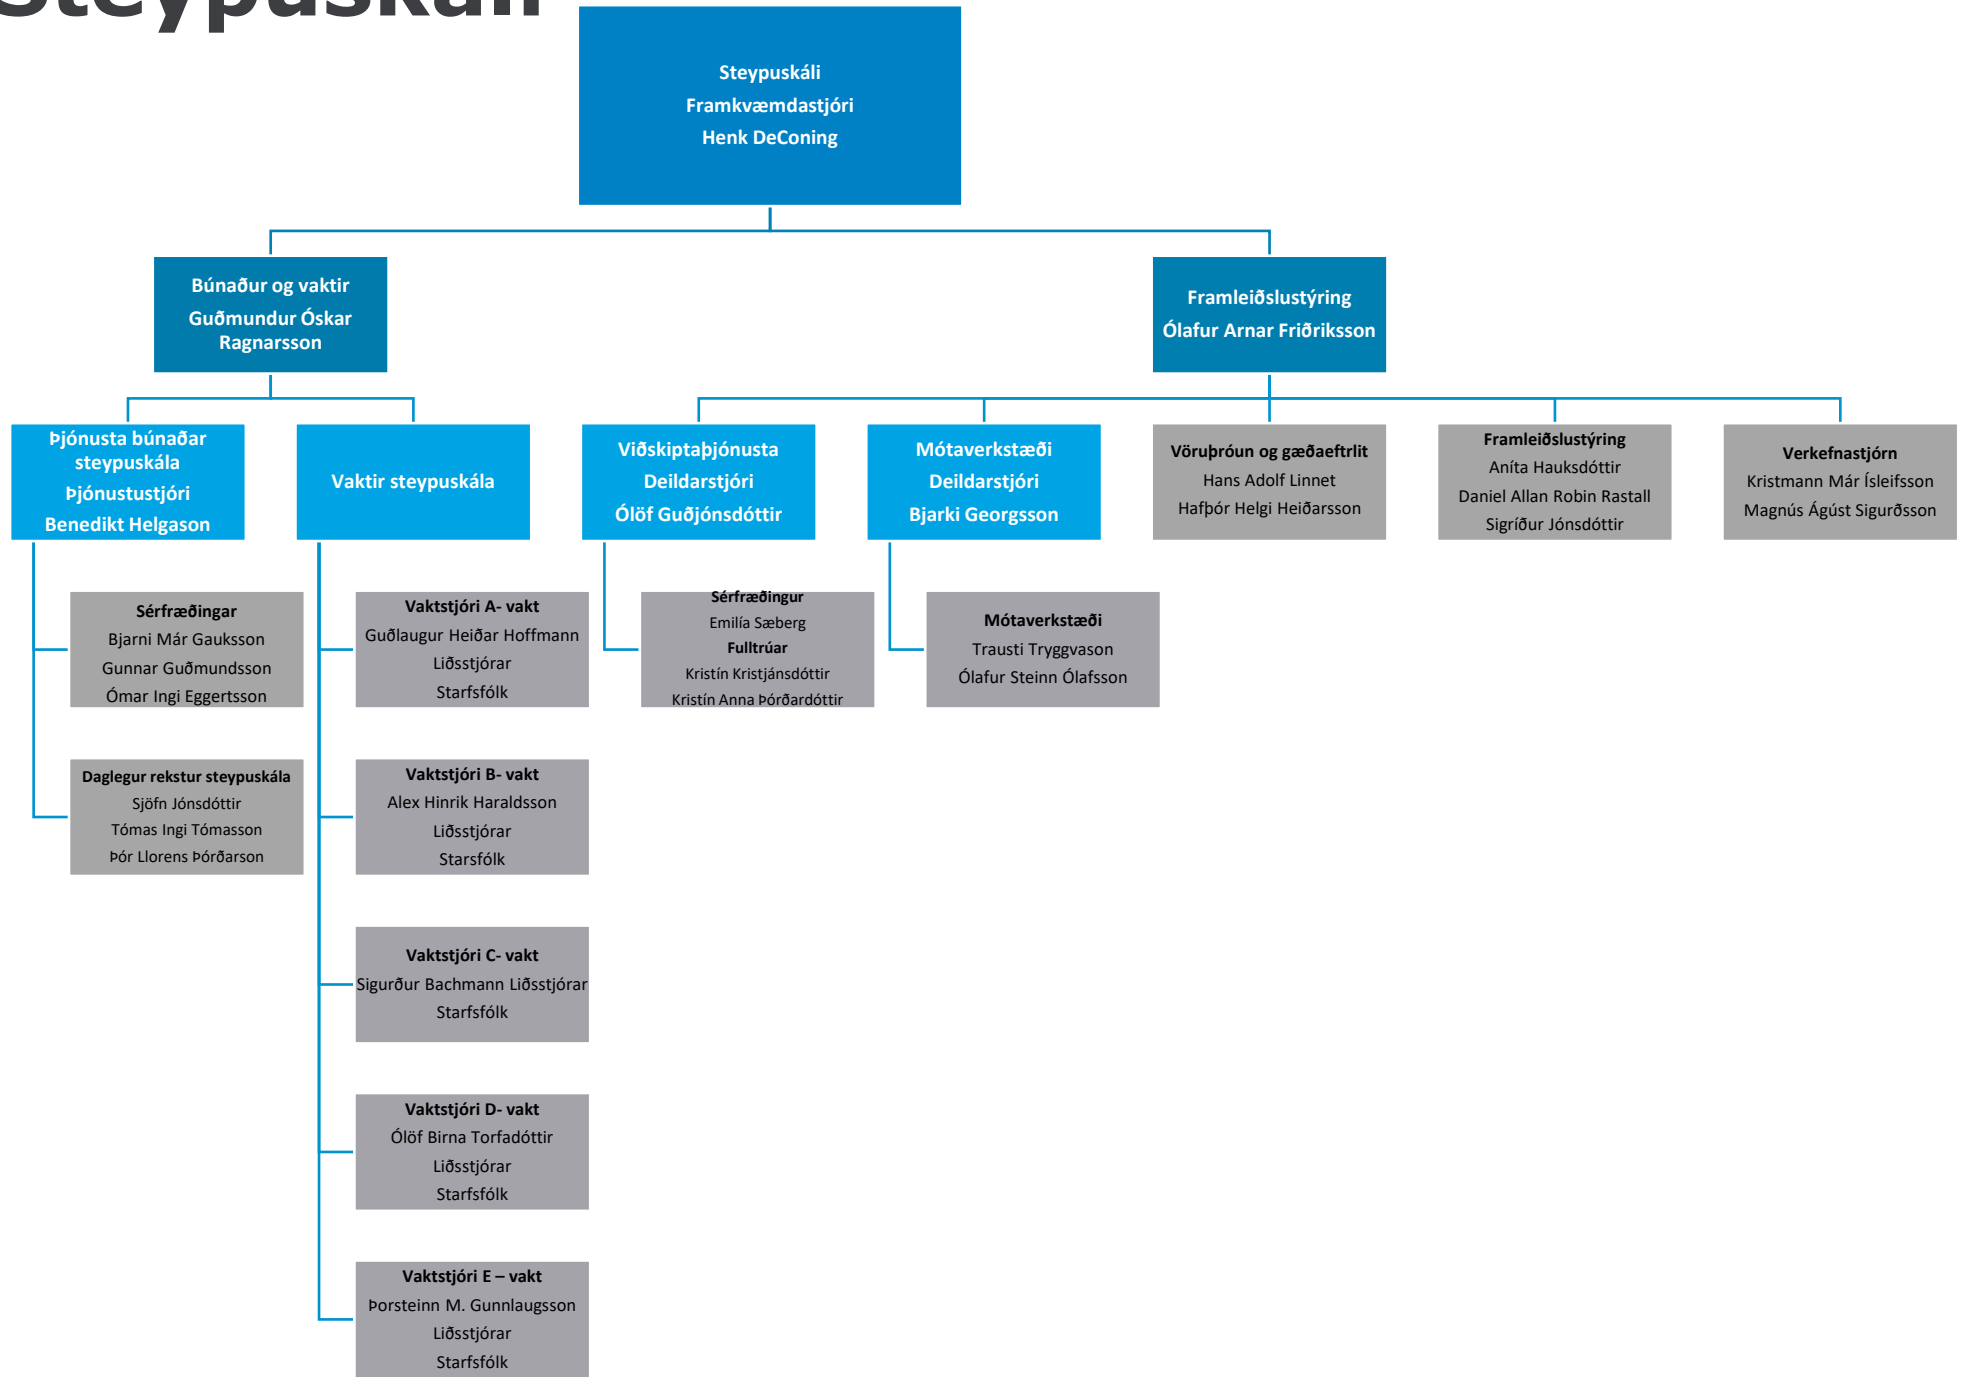 Steypuskáli
Steypuskáli
Framkvæmdastjóri
Henk DeConing
Búnaður og vaktir
Guðmundur Óskar
Ragnarsson
Framleiðslustýring
Ólafur Arnar Friðriksson
Þjónusta búnaðar
steypuskála
Þjónustustjóri
Benedikt Helgason
Vaktir steypuskála
Viðskiptaþjónusta
Deildarstjóri
Ólöf Guðjónsdóttir
Mótaverkstæði
Deildarstjóri
Bjarki Georgsson
Vöruþróun og gæðaeftrlit
Hans Adolf Linnet
Hafþór Helgi Heiðarsson
Framleiðslustýring
Aníta Hauksdóttir
Daniel Allan Robin Rastall
Sigríður Jónsdóttir
Verkefnastjórn
Kristmann Már Ísleifsson
Magnús Ágúst Sigurðsson
Sérfræðingar
Bjarni Már Gauksson
Gunnar Guðmundsson
Ómar Ingi Eggertsson
Daglegur rekstur steypuskála
Sjöfn Jónsdóttir
Tómas Ingi Tómasson
Þór Llorens Þórðarson
Vaktstjóri A- vakt
Guðlaugur Heiðar Hoffmann
Liðsstjórar
Starfsfólk
Vaktstjóri B- vakt
Alex Hinrik Haraldsson
Liðsstjórar
Starsfólk
Vaktstjóri C- vakt
Sigurður Bachmann Liðsstjórar
Starfsfólk
Vaktstjóri D- vakt
Ólöf Birna Torfadóttir
Liðsstjórar
Starfsfólk
Vaktstjóri E – vakt
Þorsteinn M. Gunnlaugsson
Liðsstjórar
Starfsfólk
Sérfræðingur
Emilía Sæberg
Fulltrúar
Kristín Kristjánsdóttir
Kristín Anna Þórðardóttir
Mótaverkstæði
Trausti Tryggvason
Ólafur Steinn Ólafsson